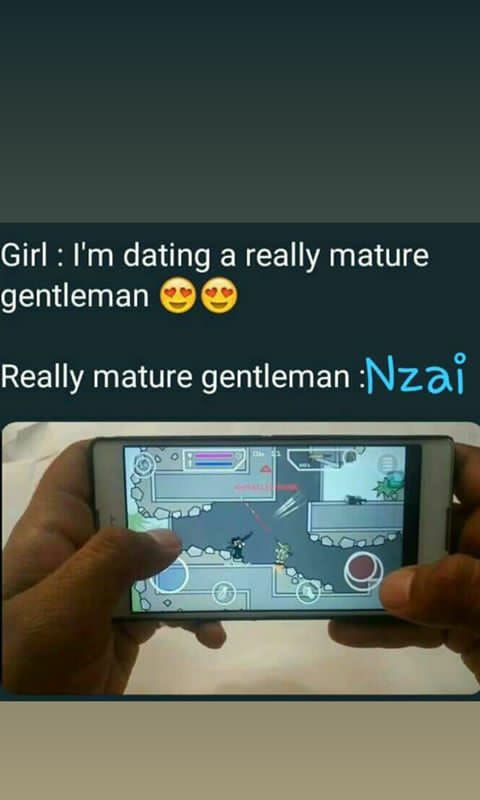 Girl : I'm dating a really mature
gentleman 😍😍
Really mature gentleman :Nzai